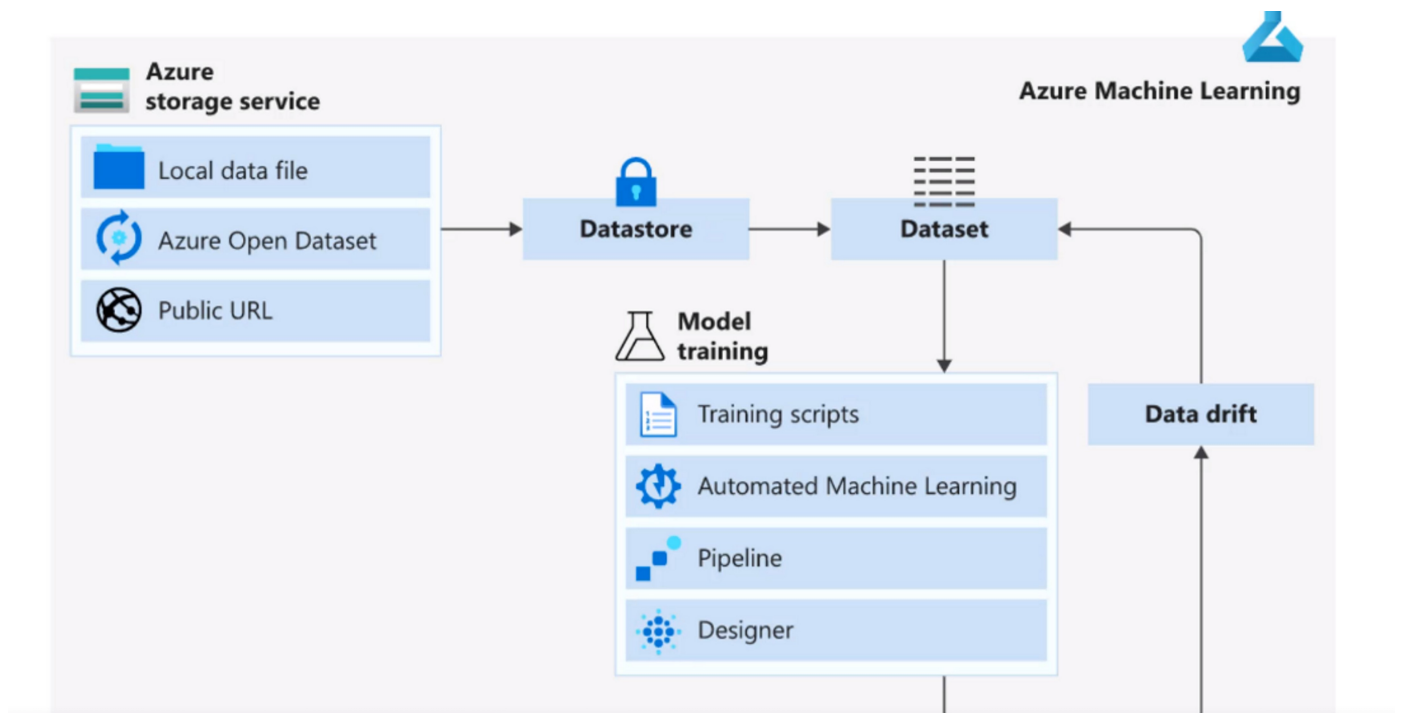 Azure
storage service
Azure Machine Learning
Local data file
Azure Open Dataset
Public URL
Datastore
Dataset
Model
training
Training scripts
Automated Machine Learning
Pipeline
Designer
Data drift